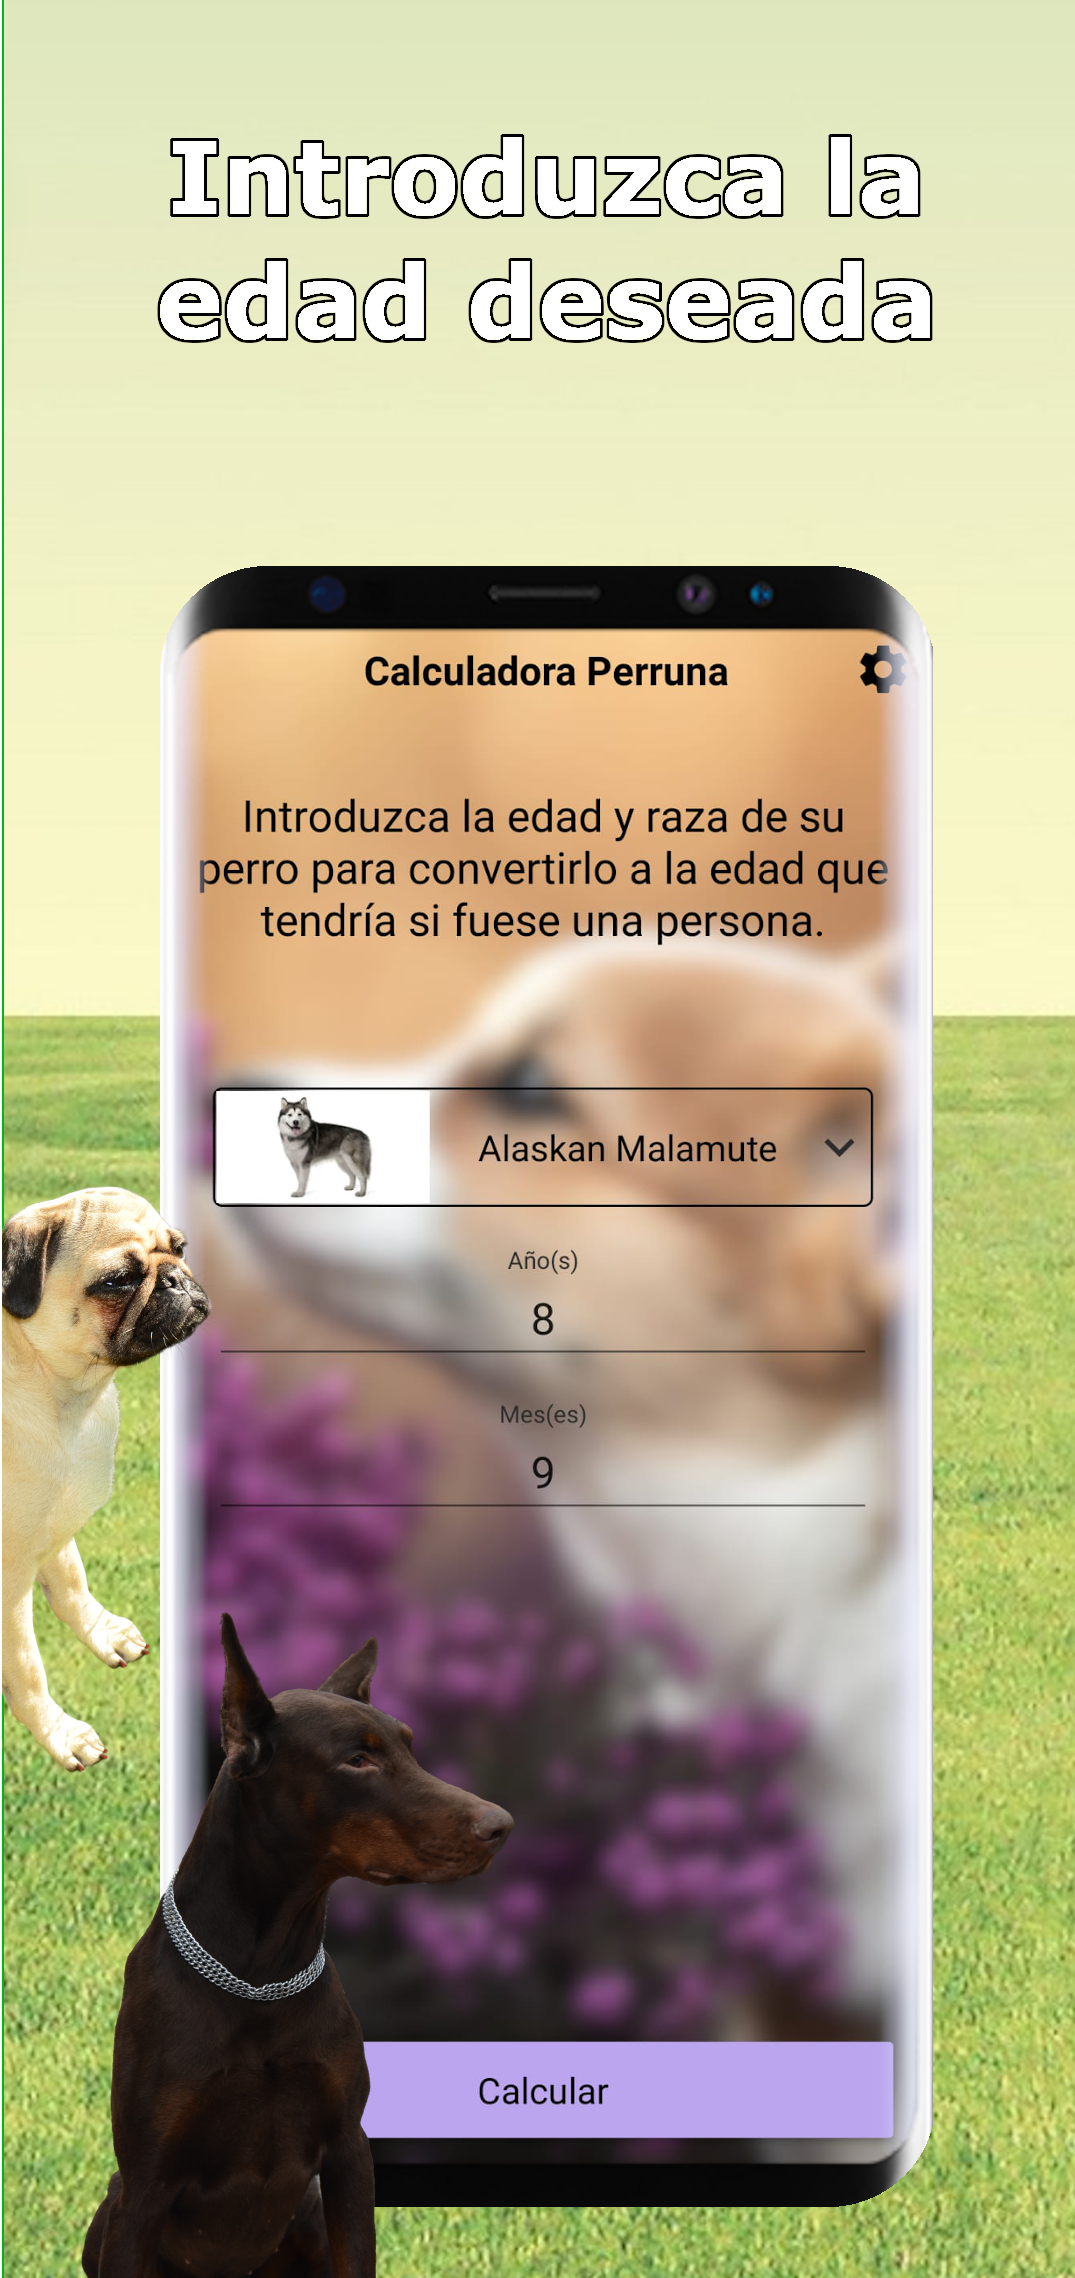 Introduzca la
edad deseada
Calculadora Perruna
Introduzca la edad y raza de su
perro para convertirlo a la edad que
tendría si fuese una persona.
Alaskan Malamute
Año(s)
8
Mes(es)
9
Calcular